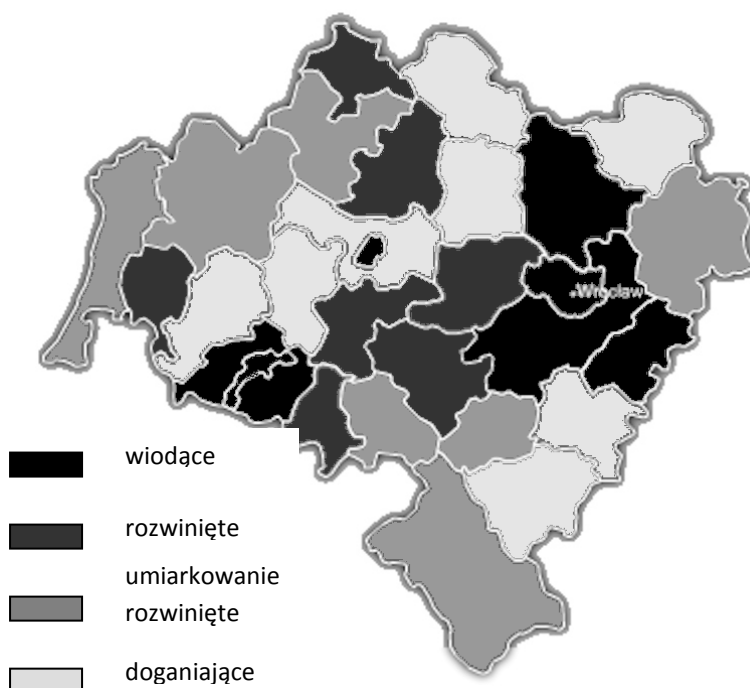 Wrocław
wiodące
rozwinięte
umiarkowanie
rozwinięte
doganiające